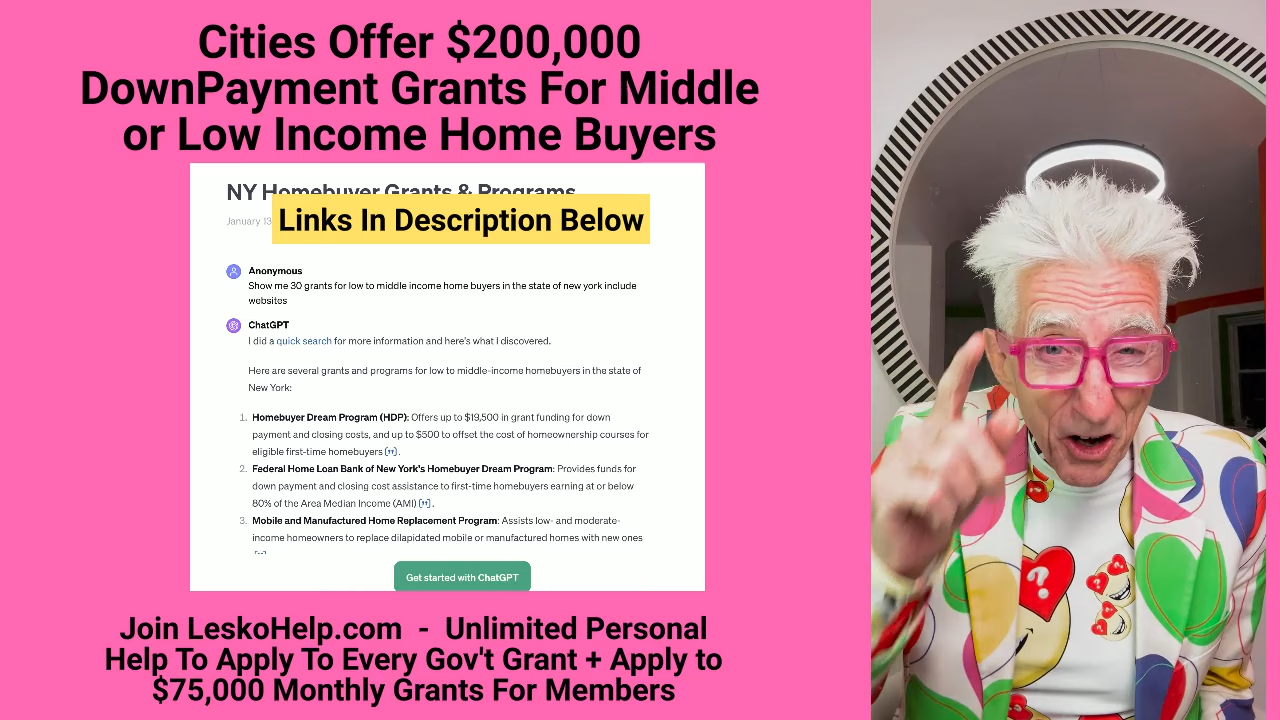 Cities Offer $200,000
DownPayment Grants For Middle
or Low Income Home Buyers
NY Homebuyer Grants & Programs
January 13
Links In Description Below
Anonymous
Show me 30 grants for low to middle income home buyers in the state of new york include
websites
ChatGPT
I did a quick search for more information and here's what I discovered.
Here are several grants and programs for low to middle-income homebuyers in the state of
New York:
1. Homebuyer Dream Program (HDP): Offers up to $19,500 in grant funding for down
payment and closing costs, and up to $500 to offset the cost of homeownership courses for
eligible first-time homebuyers [❞].
2. Federal Home Loan Bank of New York's Homebuyer Dream Program: Provides funds for
down payment and closing cost assistance to first-time homebuyers earning at or below
80% of the Area Median Income (AMI) [❞].
3. Mobile and Manufactured Home Replacement Program: Assists low- and moderate-
income homeowners to replace dilapidated mobile or manufactured homes with new ones
Get started with ChatGPT
Join LeskoHelp.com - Unlimited Personal
Help To Apply To Every Gov't Grant + Apply to
$75,000 Monthly Grants For Members